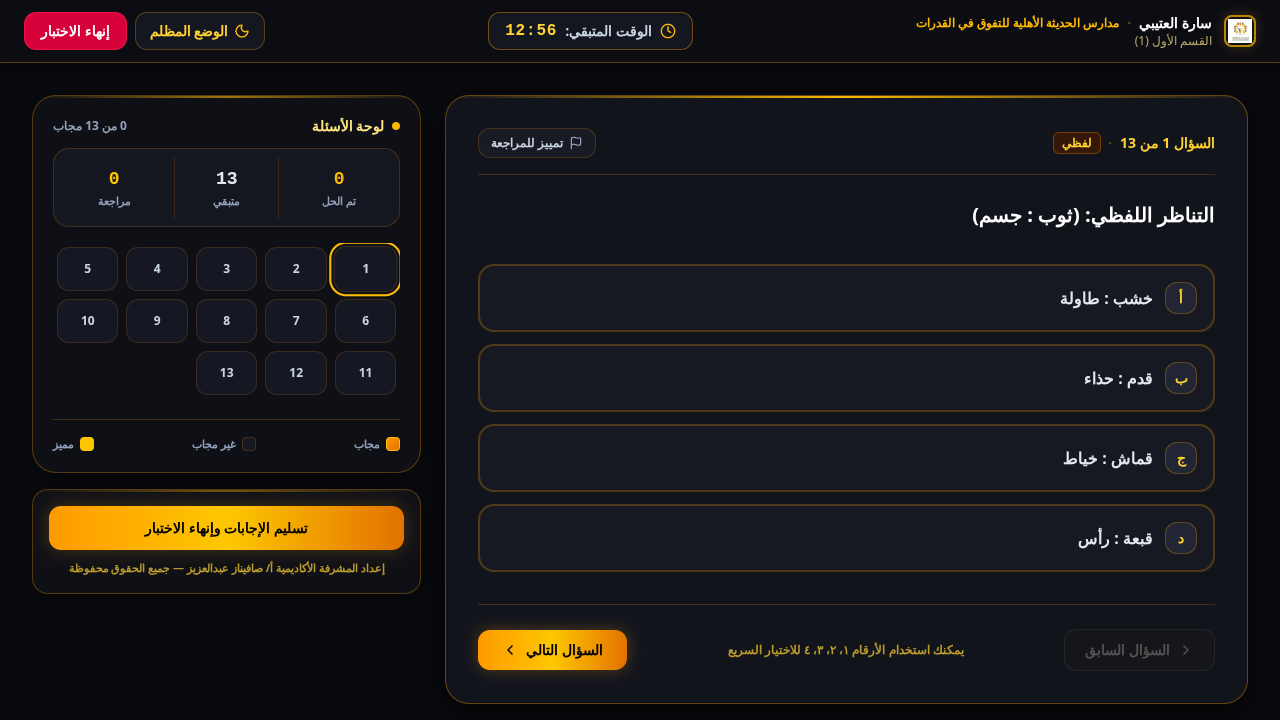 سارة العتيبي · مدارس الحديثة الأهلية للتفوق في القدرات
القسم الأول (1)
الوقت المتبقي: 12:56
الوضع المظلم
إنهاء الاختبار
السؤال 1 من 13 · لفظي
تمييز للمراجعة
التناظر اللفظي: (ثوب : جسم)
أ خشب : طاولة
ب قدم : حذاء
ج قماش : خياط
د قبعة : رأس
السؤال السابق
يمكنك استخدام الأرقام ١، ٢، ٣، ٤ للاختيار السريع
السؤال التالي
لوحة الأسئلة
0 من 13 مجاب
0 13 0
تم الحل متبقي مراجعة
1 2 3 4 5
6 7 8 9 10
11 12 13
مجاب غير مجاب مميز
تسليم الإجابات وإنهاء الاختبار
إعداد المشرفة الأكاديمية أ/ صافيناز عبدالعزيز — جميع الحقوق محفوظة